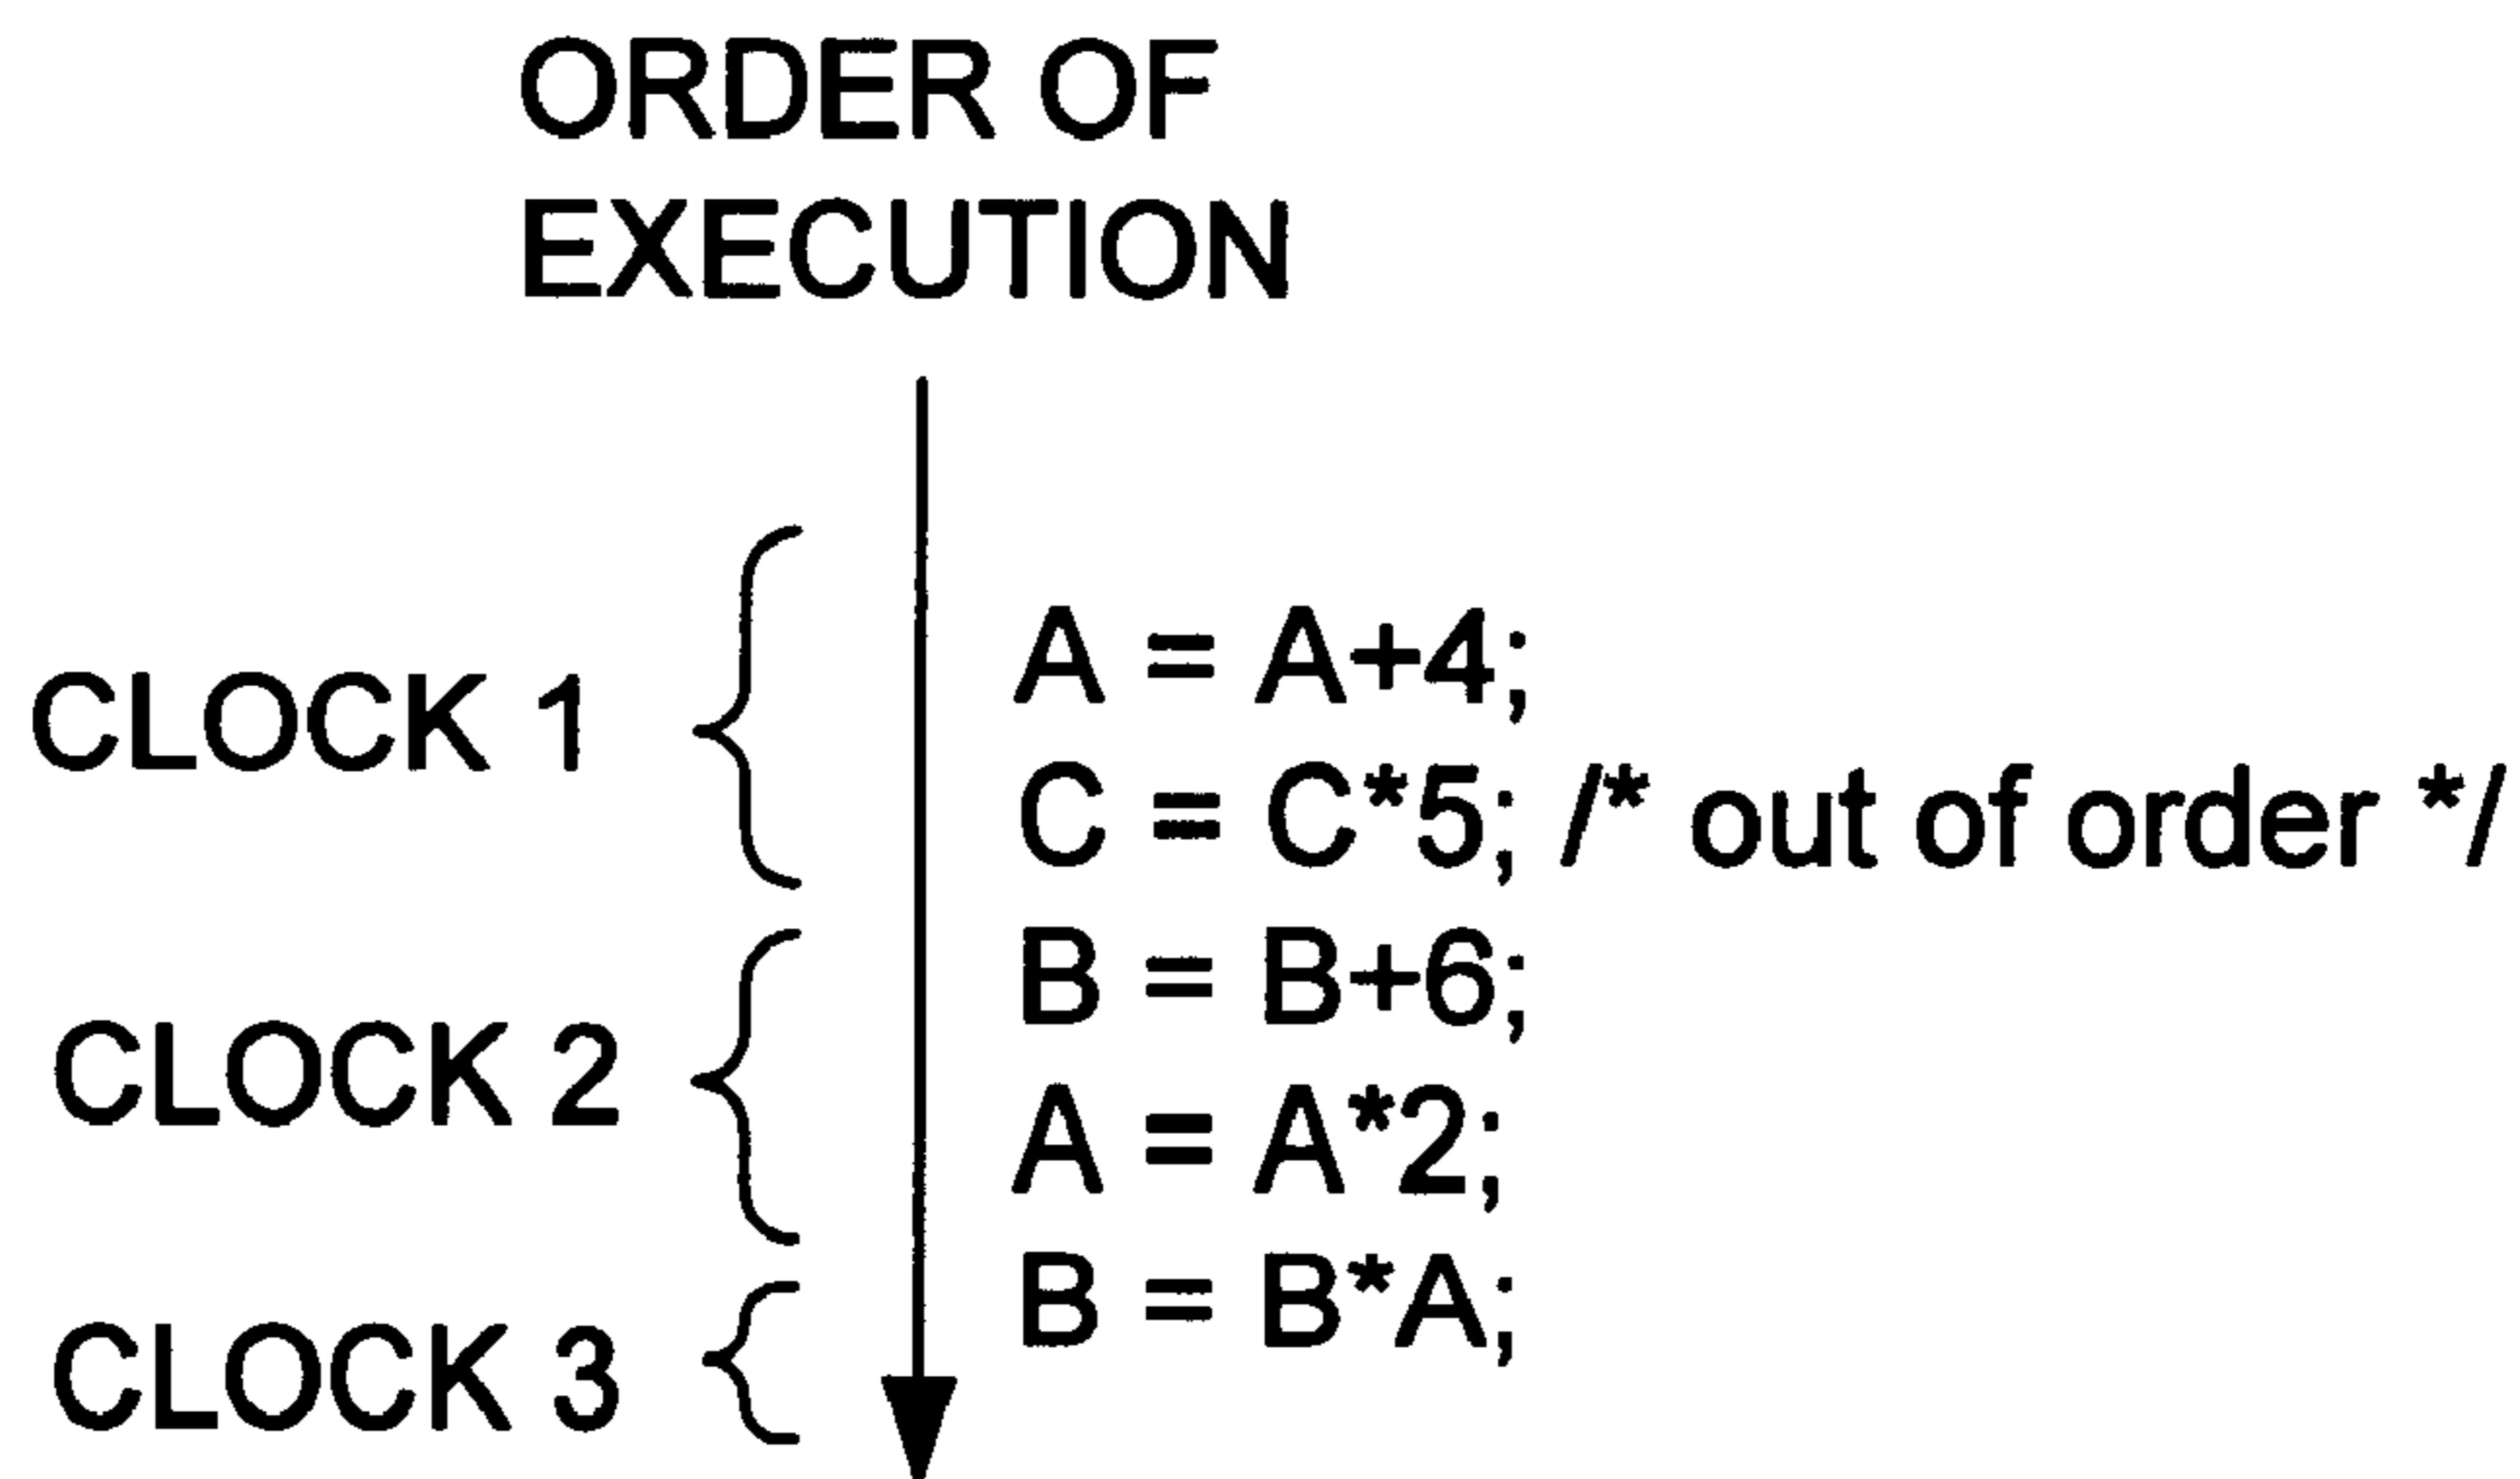 ORDER OF
EXECUTION
A = A+4;
CLOCK 1
C = C*5; /* out of order */
B = B+6;
CLOCK 2
A = A*2;
B = B*A;
CLOCK 3